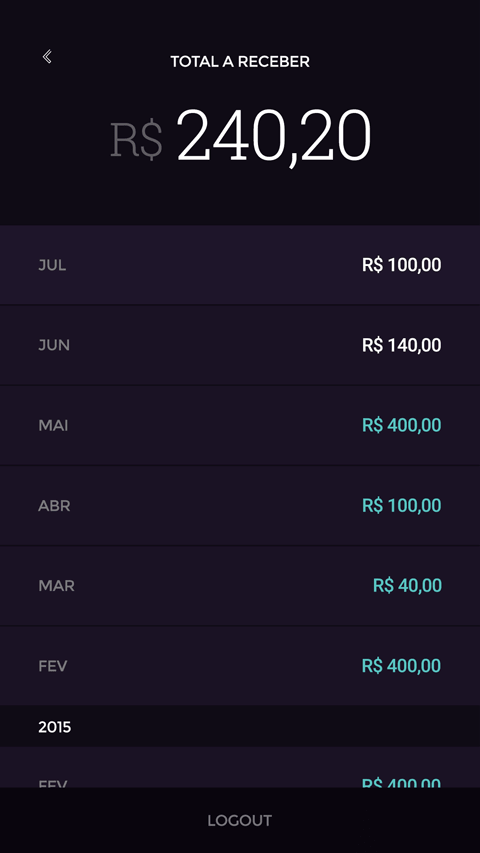 TOTAL A RECEBER
R$ 240,20
JUL R$ 100,00
JUN R$ 140,00
MAI R$ 400,00
ABR R$ 100,00
MAR R$ 40,00
FEV R$ 400,00
2015
FEV R$ 400,00
LOGOUT